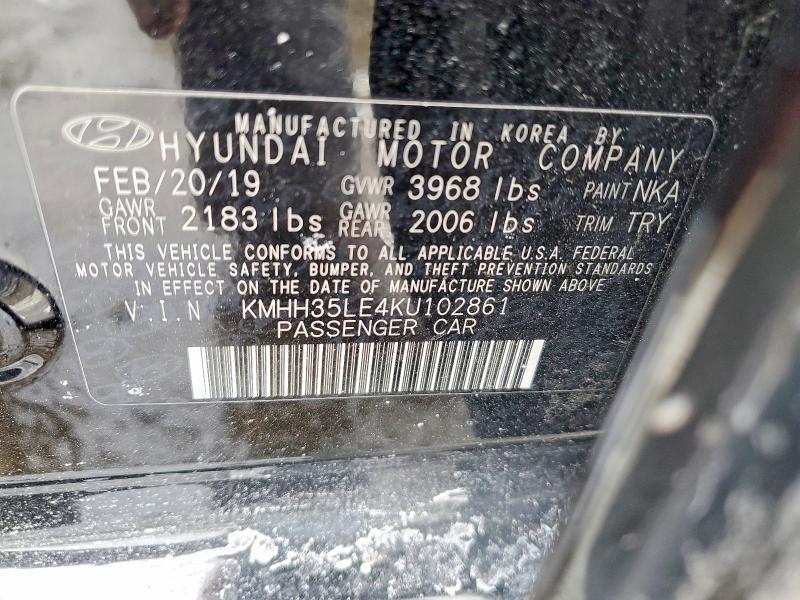 MANUFACTURED IN KOREA BY
HYUNDAI MOTOR COMPANY
FEB/20/19 GVWR 3968 lbs PAINT NKA
GAWR FRONT 2183 lbs GAWR REAR 2006 lbs TRIM TRY
THIS VEHICLE CONFORMS TO ALL APPLICABLE U.S.A. FEDERAL
MOTOR VEHICLE SAFETY, BUMPER, AND THEFT PREVENTION STANDARDS
IN EFFECT ON THE DATE OF MANUFACTURE SHOWN ABOVE
V.I.N KMHH35LE4KU102861
PASSENGER CAR